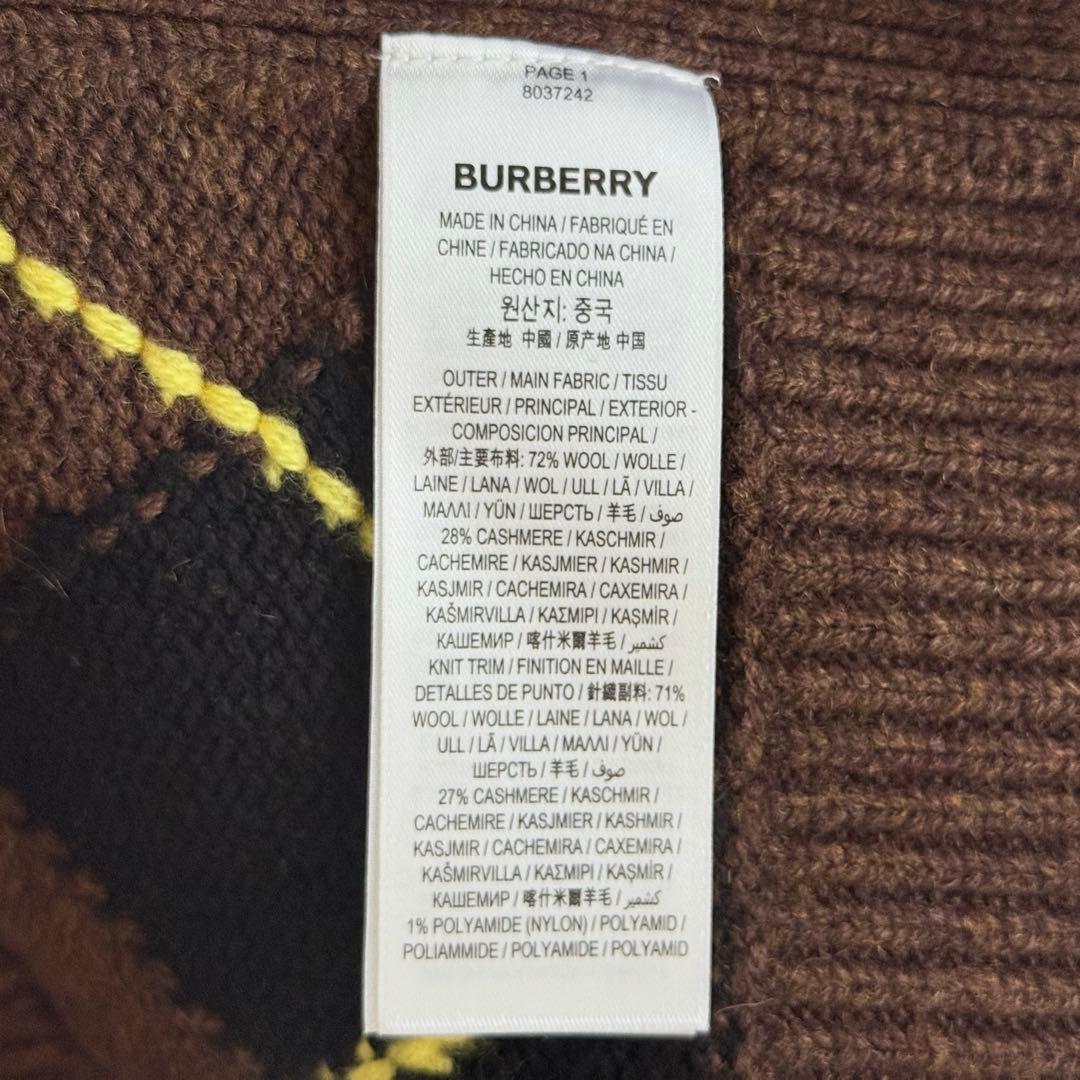 PAGE 1
8037242
BURBERRY
MADE IN CHINA / FABRIQUÉ EN
CHINE / FABRICADO NA CHINA /
HECHO EN CHINA
원산지: 중국
生產地 中國 / 原产地 中国
OUTER / MAIN FABRIC / TISSU
EXTÉRIEUR / PRINCIPAL / EXTERIOR -
COMPOSICION PRINCIPAL /
外部/主要布料: 72% WOOL / WOLLE /
LAINE / LANA / WOL / ULL / LÃ / VILLA /
ΜΑΛΛΙ / YÜN / ШЕРСТЬ / 羊毛 / صوف
28% CASHMERE / KASCHMIR /
CACHEMIRE / KASJMIER / KASHMIR /
KASJMIR / CACHEMIRA / CAXEMIRA /
KAŠMIRVILLA / ΚΑΣΜΙΡΙ / KAŞMİR /
КАШЕМИР / 喀什米爾羊毛 / كشمير
KNIT TRIM / FINITION EN MAILLE /
DETALLES DE PUNTO / 針織副料: 71%
WOOL / WOLLE / LAINE / LANA / WOL /
ULL / LÃ / VILLA / ΜΑΛΛΙ / YÜN /
ШЕРСТЬ / 羊毛 / صوف
27% CASHMERE / KASCHMIR /
CACHEMIRE / KASJMIER / KASHMIR /
KASJMIR / CACHEMIRA / CAXEMIRA /
KAŠMIRVILLA / ΚΑΣΜΙΡΙ / KAŞMİR /
КАШЕМИР / 喀什米爾羊毛 / كشمير
1% POLYAMIDE (NYLON) / POLYAMID /
POLIAMMIDE / POLYAMIDE / POLYAMID